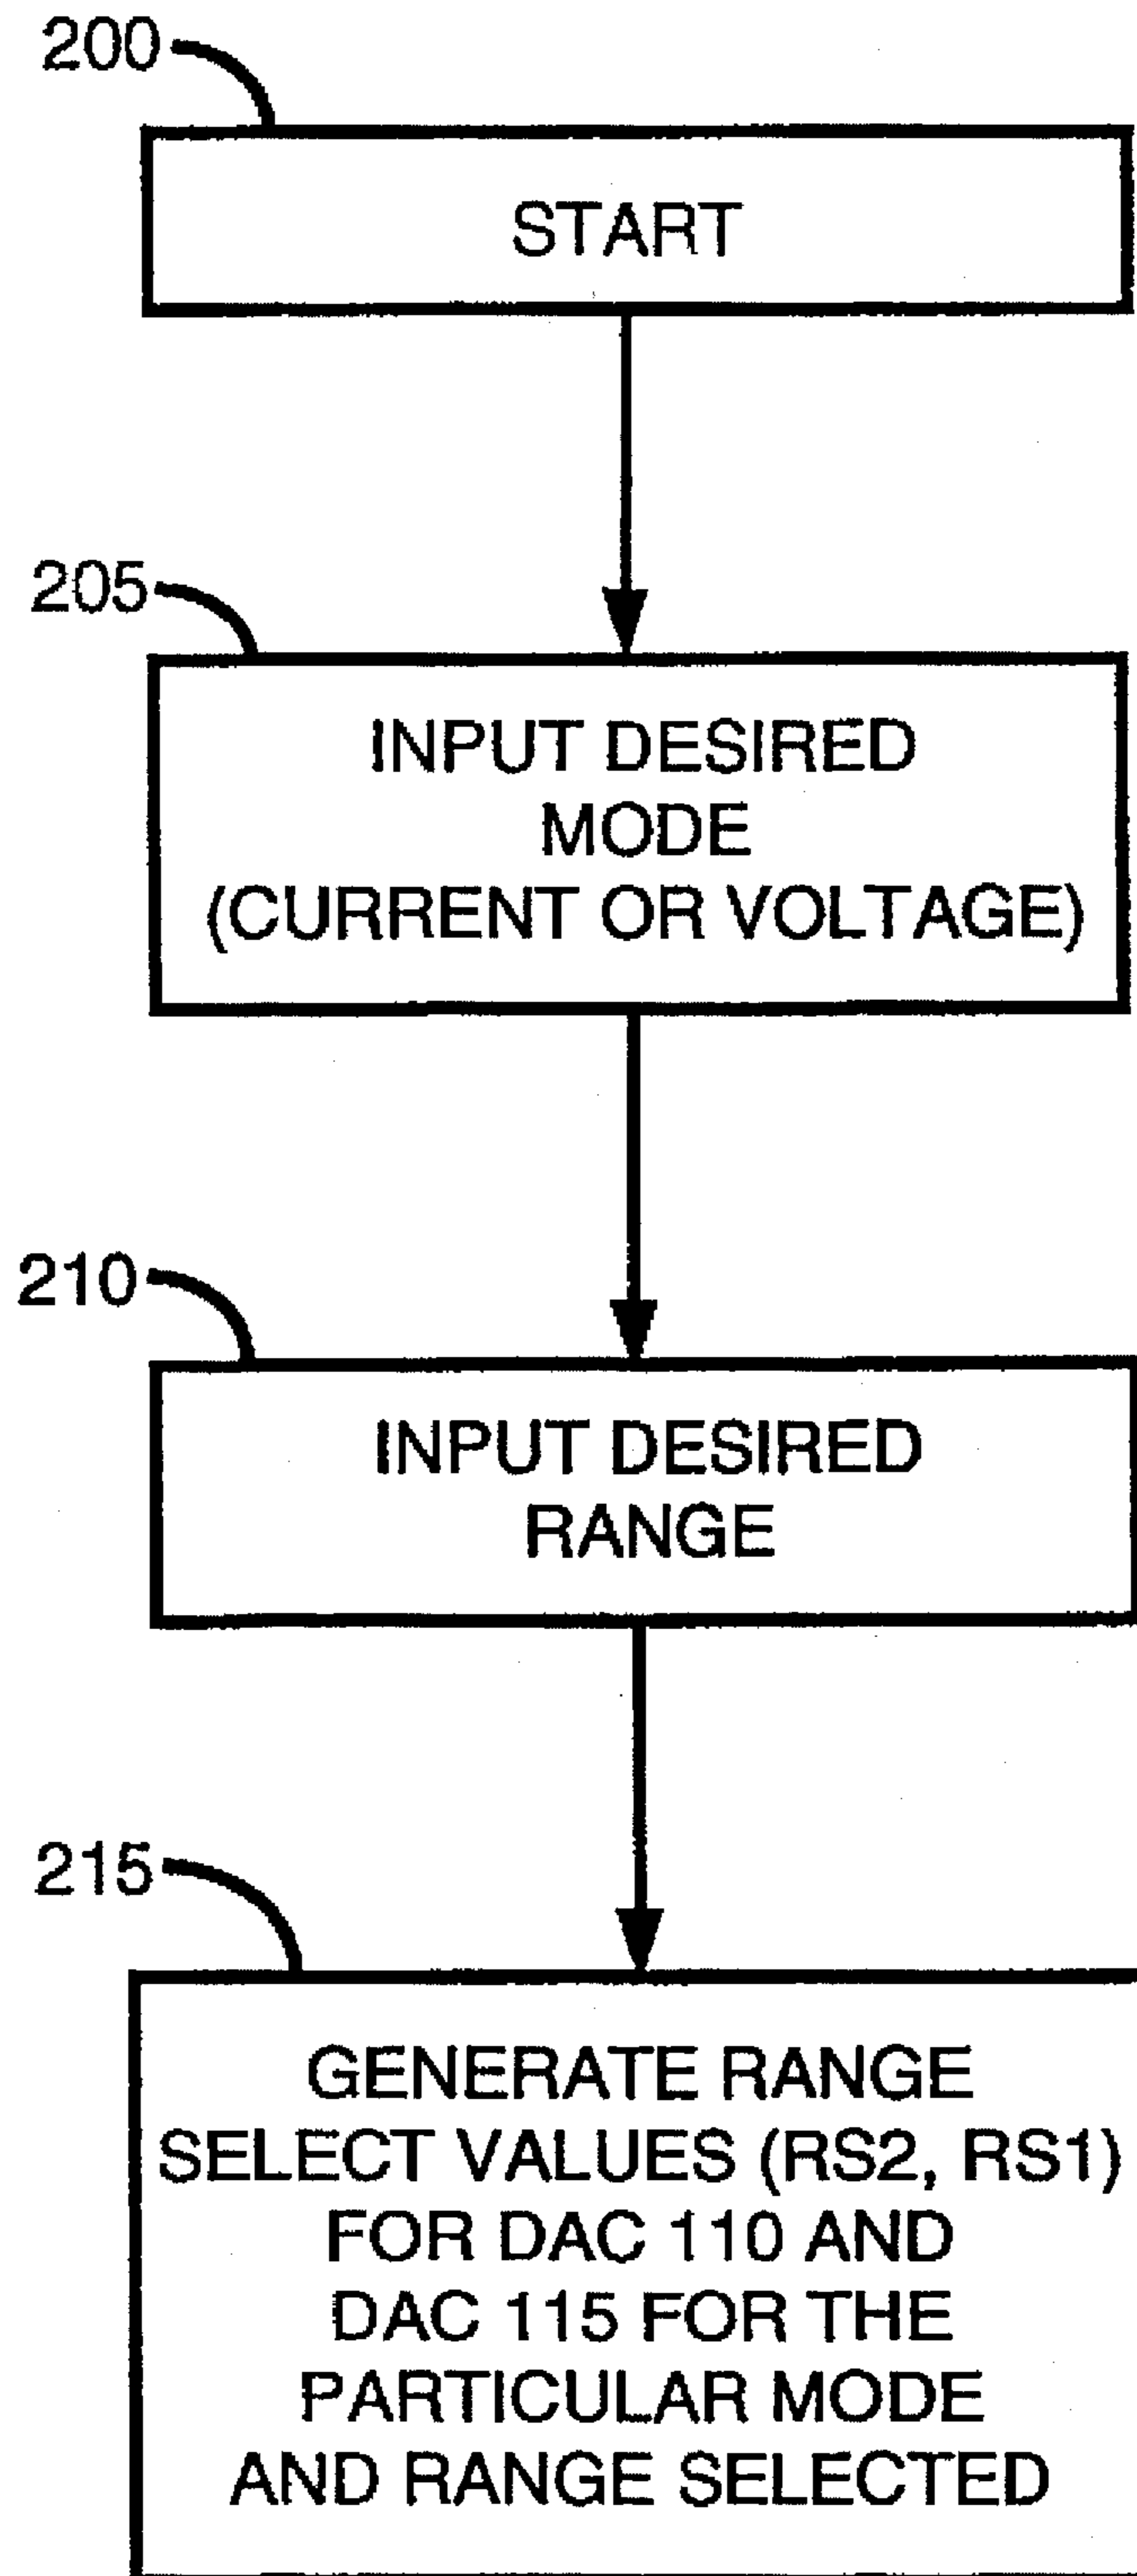 200
START
205
INPUT DESIRED
MODE
(CURRENT OR VOLTAGE)
210
INPUT DESIRED
RANGE
215
GENERATE RANGE
SELECT VALUES (RS2, RS1)
FOR DAC 110 AND
DAC 115 FOR THE
PARTICULAR MODE
AND RANGE SELECTED